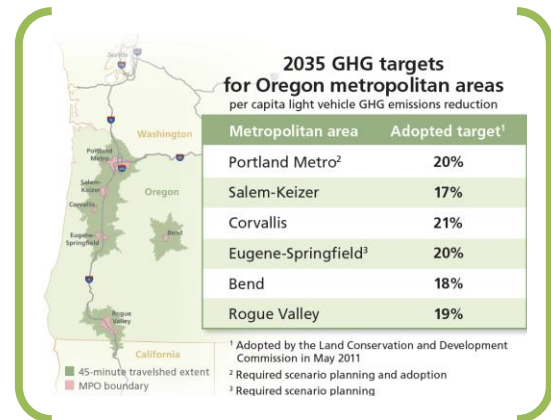 2035 GHG targets
for Oregon metropolitan areas
per capita light vehicle GHG emissions reduction
Metropolitan area Adopted target¹
Portland Metro² 20%
Salem-Keizer 17%
Corvallis 21%
Eugene-Springfield³ 20%
Bend 18%
Rogue Valley 19%
¹ Adopted by the Land Conservation and Development
Commission in May 2011
² Required scenario planning and adoption
³ Required scenario planning
Seattle
Washington
Portland
Metro
Salem-
Keizer
Oregon
Corvallis
Eugene-
Springfield
Bend
Rogue
Valley
California
45-minute travelshed extent
MPO boundary